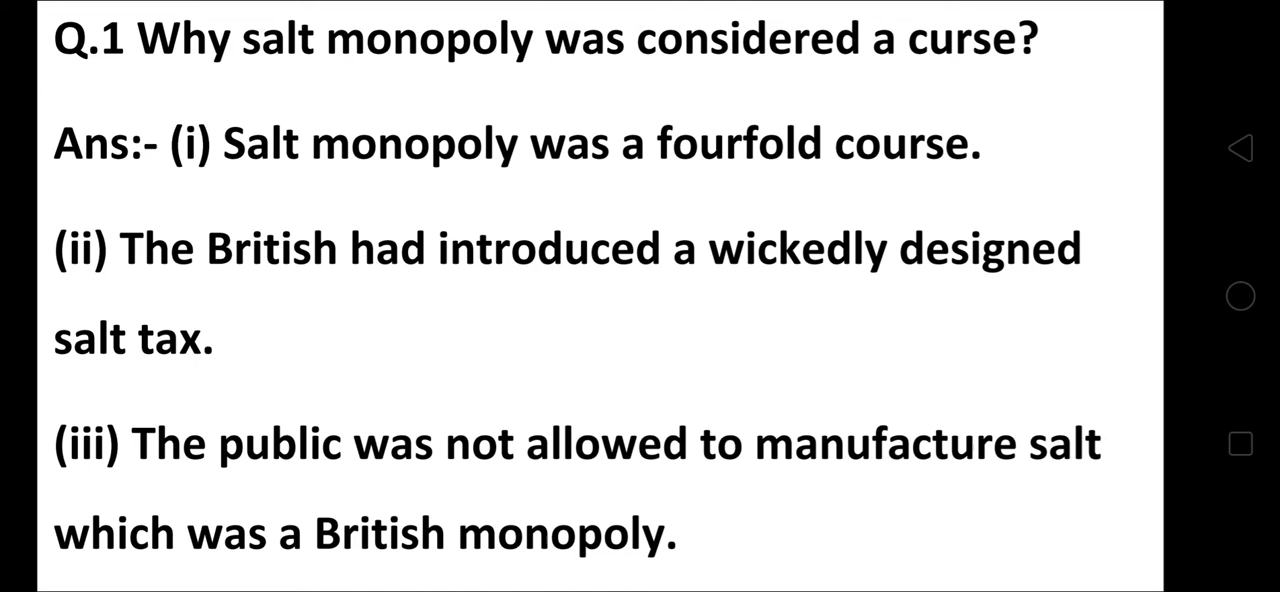 Q.1 Why salt monopoly was considered a curse?
Ans:- (i) Salt monopoly was a fourfold course.
(ii) The British had introduced a wickedly designed
salt tax.
(iii) The public was not allowed to manufacture salt
which was a British monopoly.